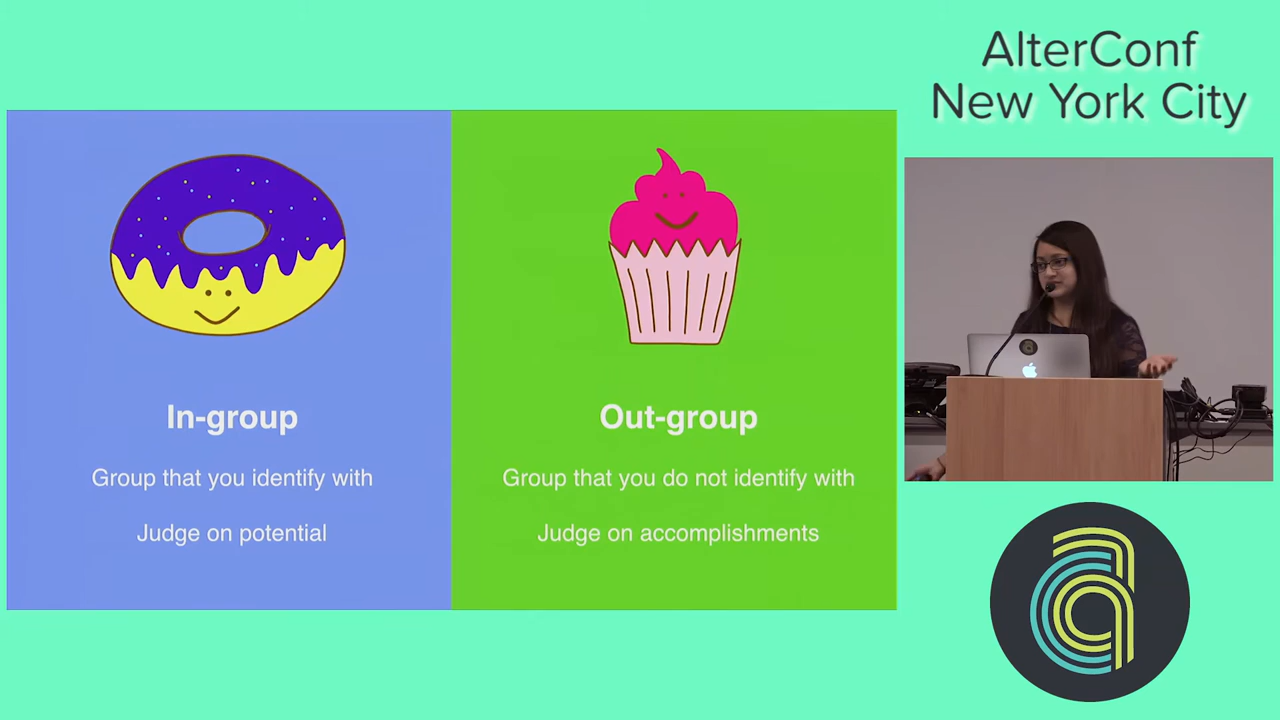 AlterConf
New York City
In-group
Group that you identify with
Judge on potential
Out-group
Group that you do not identify with
Judge on accomplishments